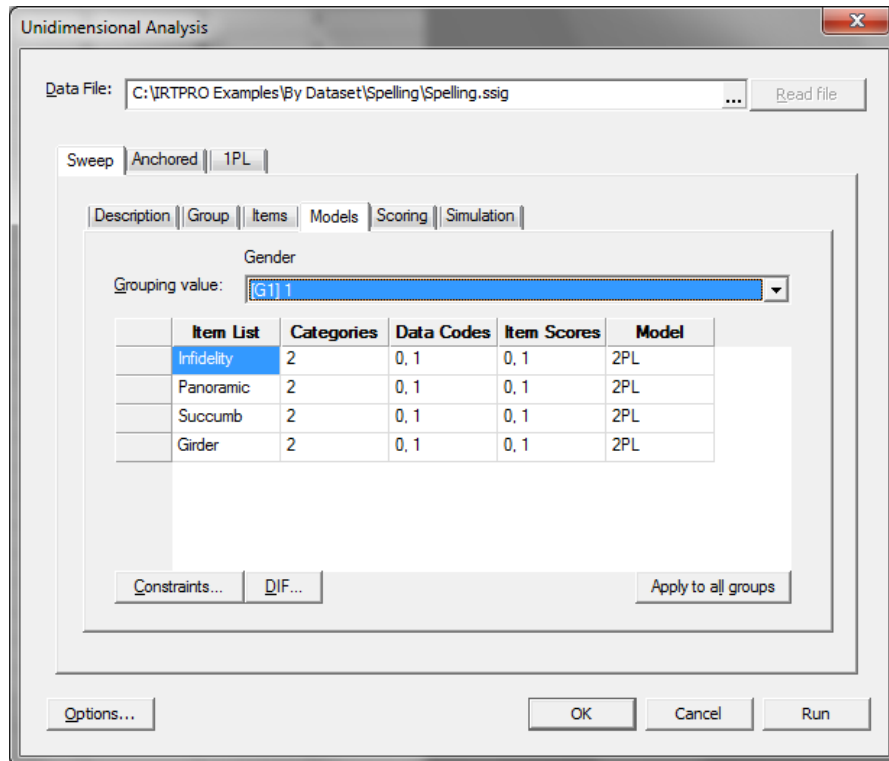 Unidimensional Analysis
Data File: C:\IRTPRO Examples\By Dataset\Spelling\Spelling.ssig ... Read file
Sweep Anchored 1PL
Description Group Items Models Scoring Simulation
Gender
Grouping value: [G1] 1
Item List Categories Data Codes Item Scores Model
Infidelity 2 0, 1 0, 1 2PL
Panoramic 2 0, 1 0, 1 2PL
Succumb 2 0, 1 0, 1 2PL
Girder 2 0, 1 0, 1 2PL
Constraints... DIF... Apply to all groups
Options... OK Cancel Run